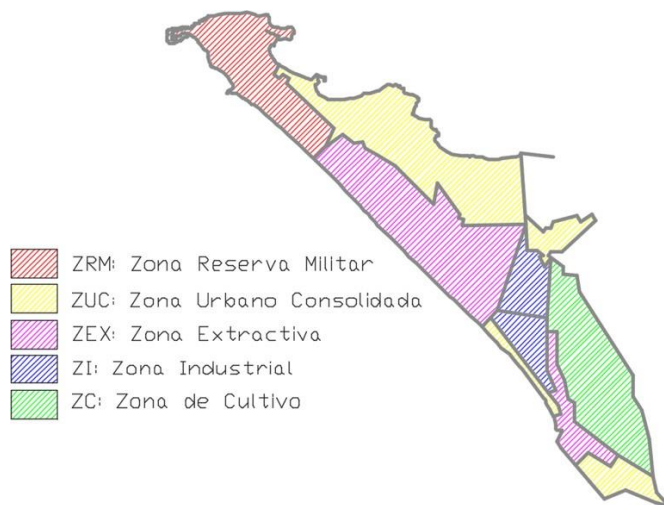 ZRM: Zona Reserva Militar
ZUC: Zona Urbano Consolidada
ZEX: Zona Extractiva
ZI: Zona Industrial
ZC: Zona de Cultivo